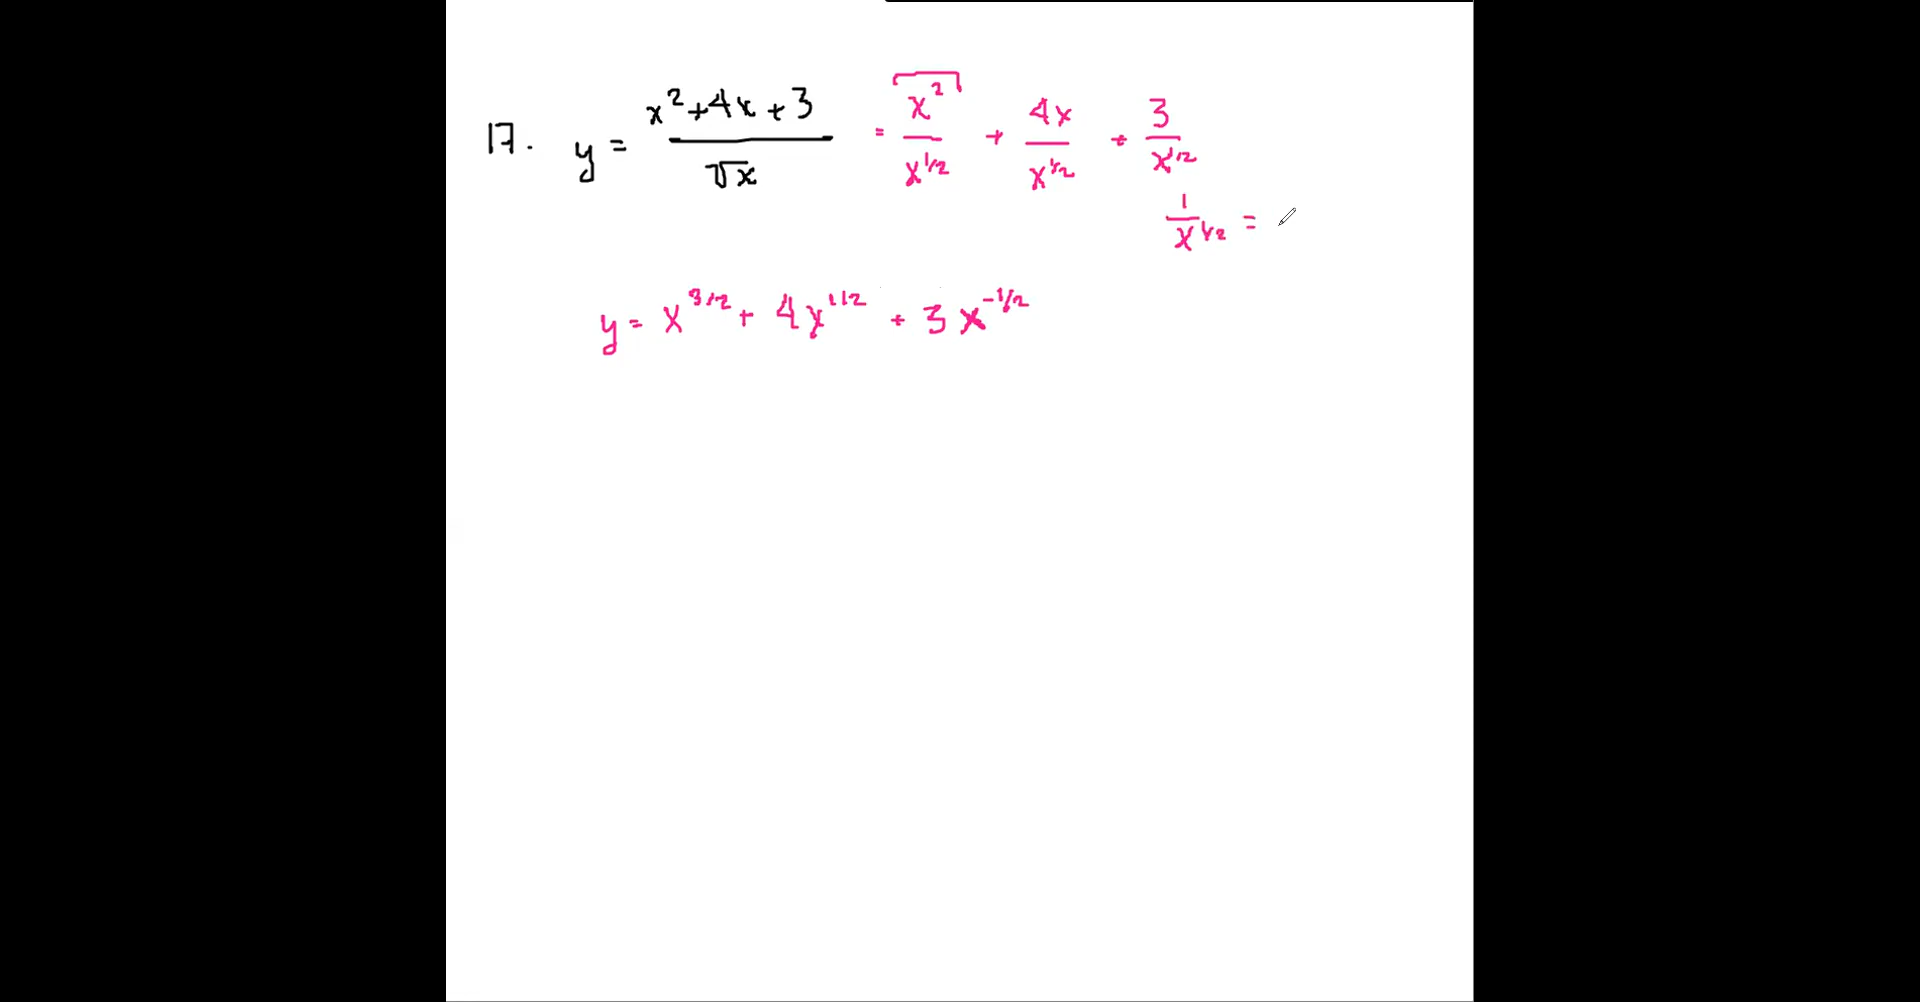 17. y = (x² + 4x + 3)/√x = x²/x^(1/2) + 4x/x^(1/2) + 3/x^(1/2)
1/x^(1/2) =
y = x^(3/2) + 4x^(1/2) + 3x^(-1/2)